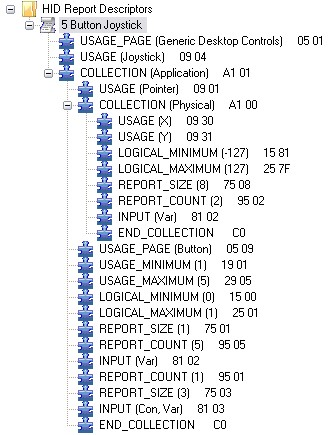 HID Report Descriptors
5 Button Joystick
USAGE_PAGE (Generic Desktop Controls) 05 01
USAGE (Joystick) 09 04
COLLECTION (Application) A1 01
USAGE (Pointer) 09 01
COLLECTION (Physical) A1 00
USAGE (X) 09 30
USAGE (Y) 09 31
LOGICAL_MINIMUM (-127) 15 81
LOGICAL_MAXIMUM (127) 25 7F
REPORT_SIZE (8) 75 08
REPORT_COUNT (2) 95 02
INPUT (Var) 81 02
END_COLLECTION C0
USAGE_PAGE (Button) 05 09
USAGE_MINIMUM (1) 19 01
USAGE_MAXIMUM (5) 29 05
LOGICAL_MINIMUM (0) 15 00
LOGICAL_MAXIMUM (1) 25 01
REPORT_SIZE (1) 75 01
REPORT_COUNT (5) 95 05
INPUT (Var) 81 02
REPORT_COUNT (1) 95 01
REPORT_SIZE (3) 75 03
INPUT (Con, Var) 81 03
END_COLLECTION C0